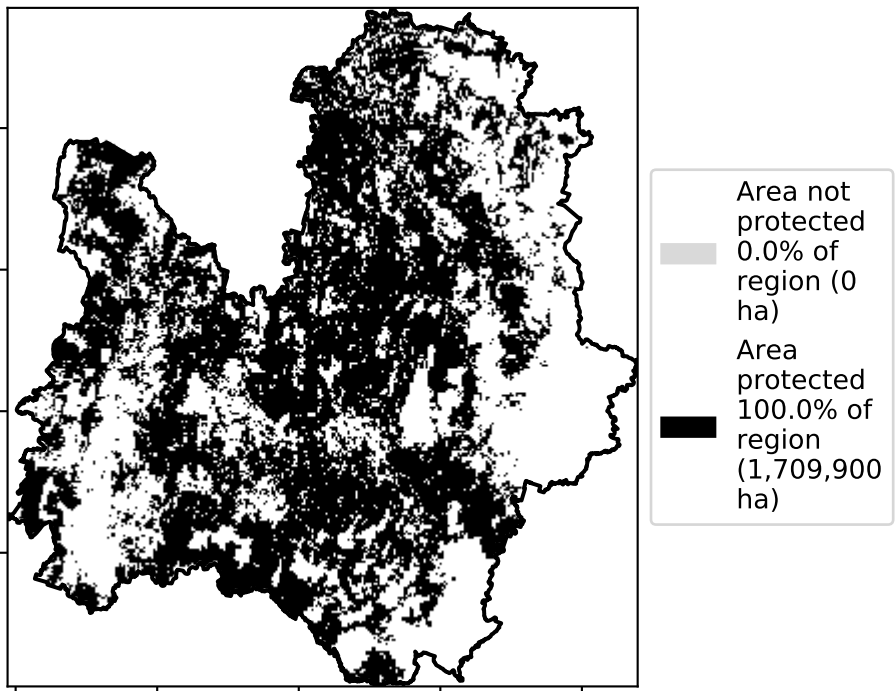 Area not
protected
0.0% of
region (0
ha)
Area
protected
100.0% of
region
(1,709,900
ha)